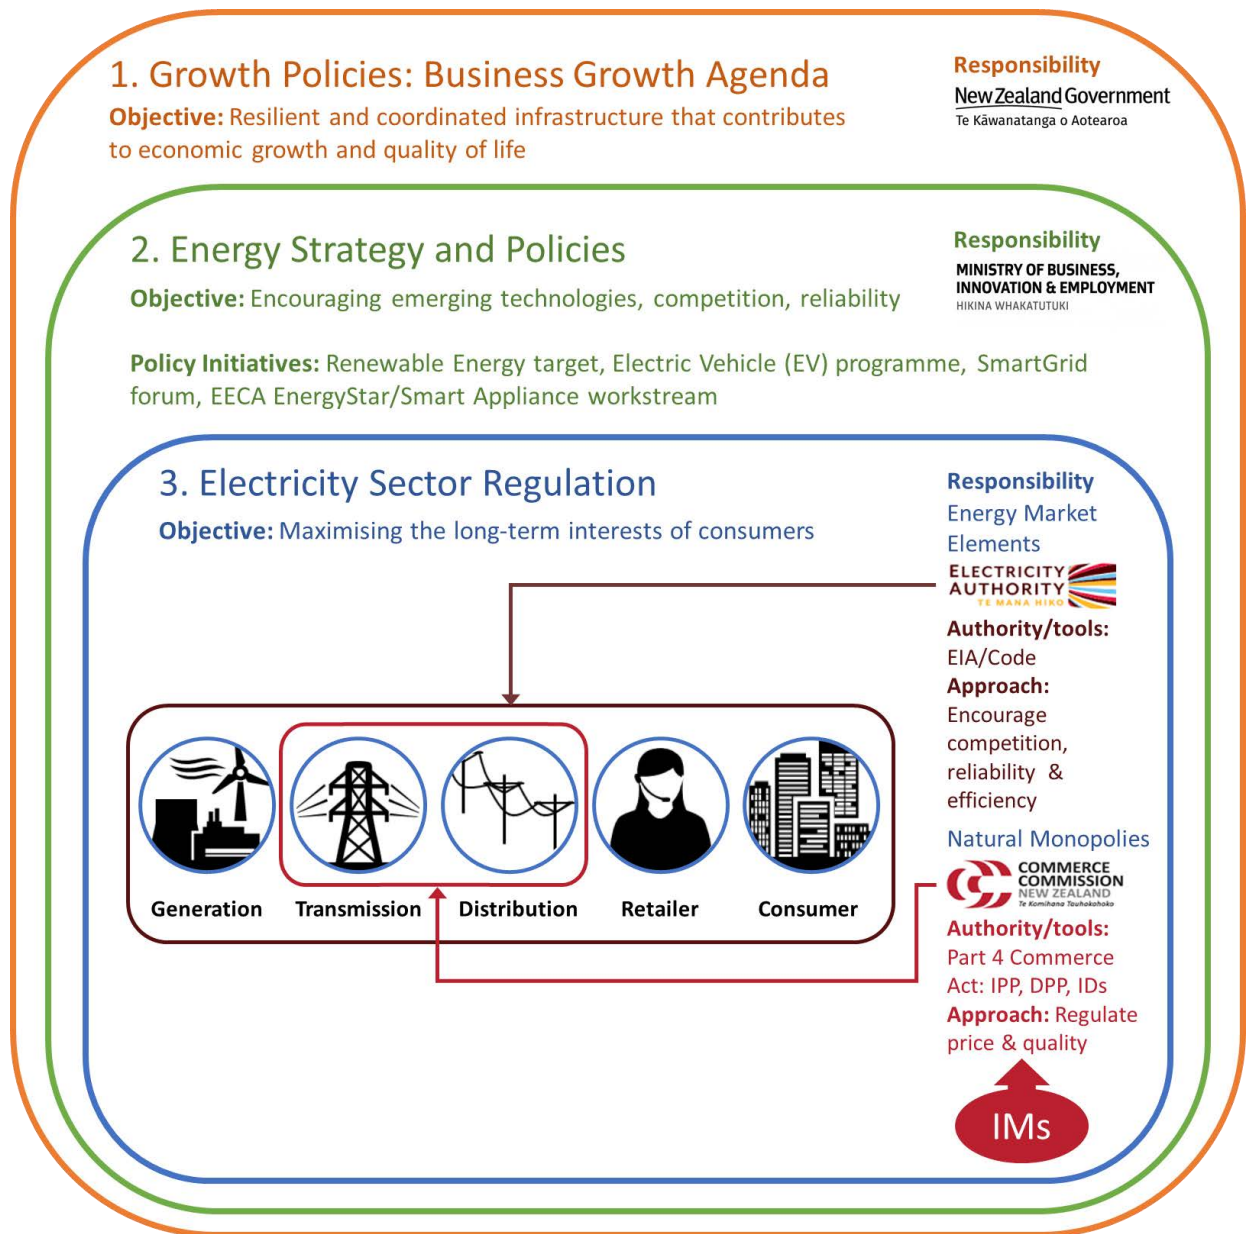 1. Growth Policies: Business Growth Agenda
Objective: Resilient and coordinated infrastructure that contributes
to economic growth and quality of life
Responsibility
New Zealand Government
Te Kāwanatanga o Aotearoa
2. Energy Strategy and Policies
Objective: Encouraging emerging technologies, competition, reliability
Responsibility
MINISTRY OF BUSINESS,
INNOVATION & EMPLOYMENT
HIKINA WHAKATUTUKI
Policy Initiatives: Renewable Energy target, Electric Vehicle (EV) programme, SmartGrid
forum, EECA EnergyStar/Smart Appliance workstream
3. Electricity Sector Regulation
Objective: Maximising the long-term interests of consumers
Responsibility
Energy Market
Elements
ELECTRICITY
AUTHORITY
TE MANA HIKO
Authority/tools:
EIA/Code
Approach:
Encourage
competition,
reliability &
efficiency
Generation
Transmission
Distribution
Retailer
Consumer
Natural Monopolies
COMMERCE
COMMISSION
NEW ZEALAND
Te Komihana Tauhokohoko
Authority/tools:
Part 4 Commerce
Act: IPP, DPP, IDs
Approach: Regulate
price & quality
IMs